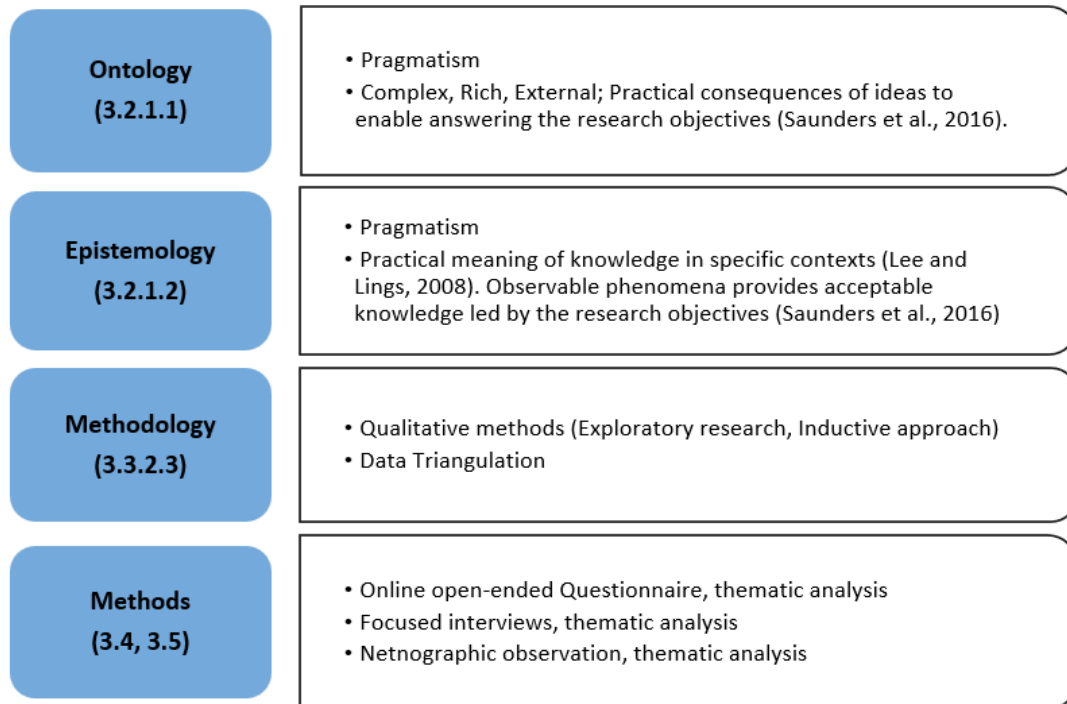 Ontology
(3.2.1.1)
• Pragmatism
• Complex, Rich, External; Practical consequences of ideas to
enable answering the research objectives (Saunders et al., 2016).
Epistemology
(3.2.1.2)
• Pragmatism
• Practical meaning of knowledge in specific contexts (Lee and
Lings, 2008). Observable phenomena provides acceptable
knowledge led by the research objectives (Saunders et al., 2016)
Methodology
(3.3.2.3)
• Qualitative methods (Exploratory research, Inductive approach)
• Data Triangulation
Methods
(3.4, 3.5)
• Online open-ended Questionnaire, thematic analysis
• Focused interviews, thematic analysis
• Netnographic observation, thematic analysis